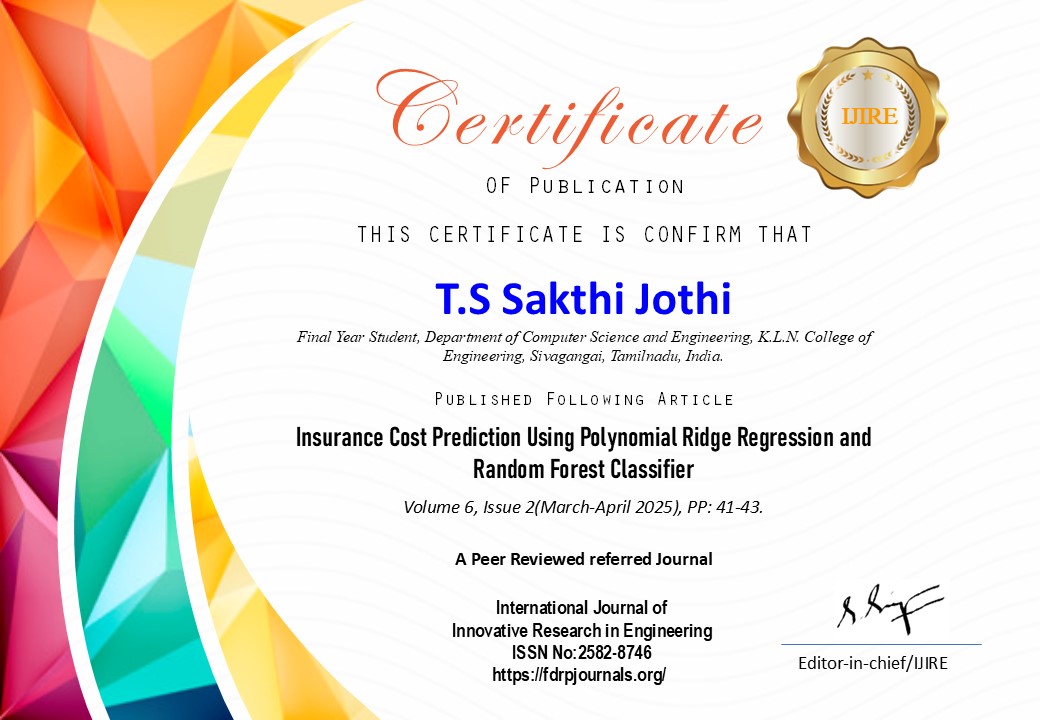 Certificate
IJIRE
OF PUBLICATION
THIS CERTIFICATE IS CONFIRM THAT
T.S Sakthi Jothi
Final Year Student, Department of Computer Science and Engineering, K.L.N. College of
Engineering, Sivagangai, Tamilnadu, India.
PUBLISHED FOLLOWING ARTICLE
Insurance Cost Prediction Using Polynomial Ridge Regression and
Random Forest Classifier
Volume 6, Issue 2(March-April 2025), PP: 41-43.
A Peer Reviewed referred Journal
International Journal of
Innovative Research in Engineering
ISSN No:2582-8746
https://fdrpjournals.org/
Editor-in-chief/IJIRE